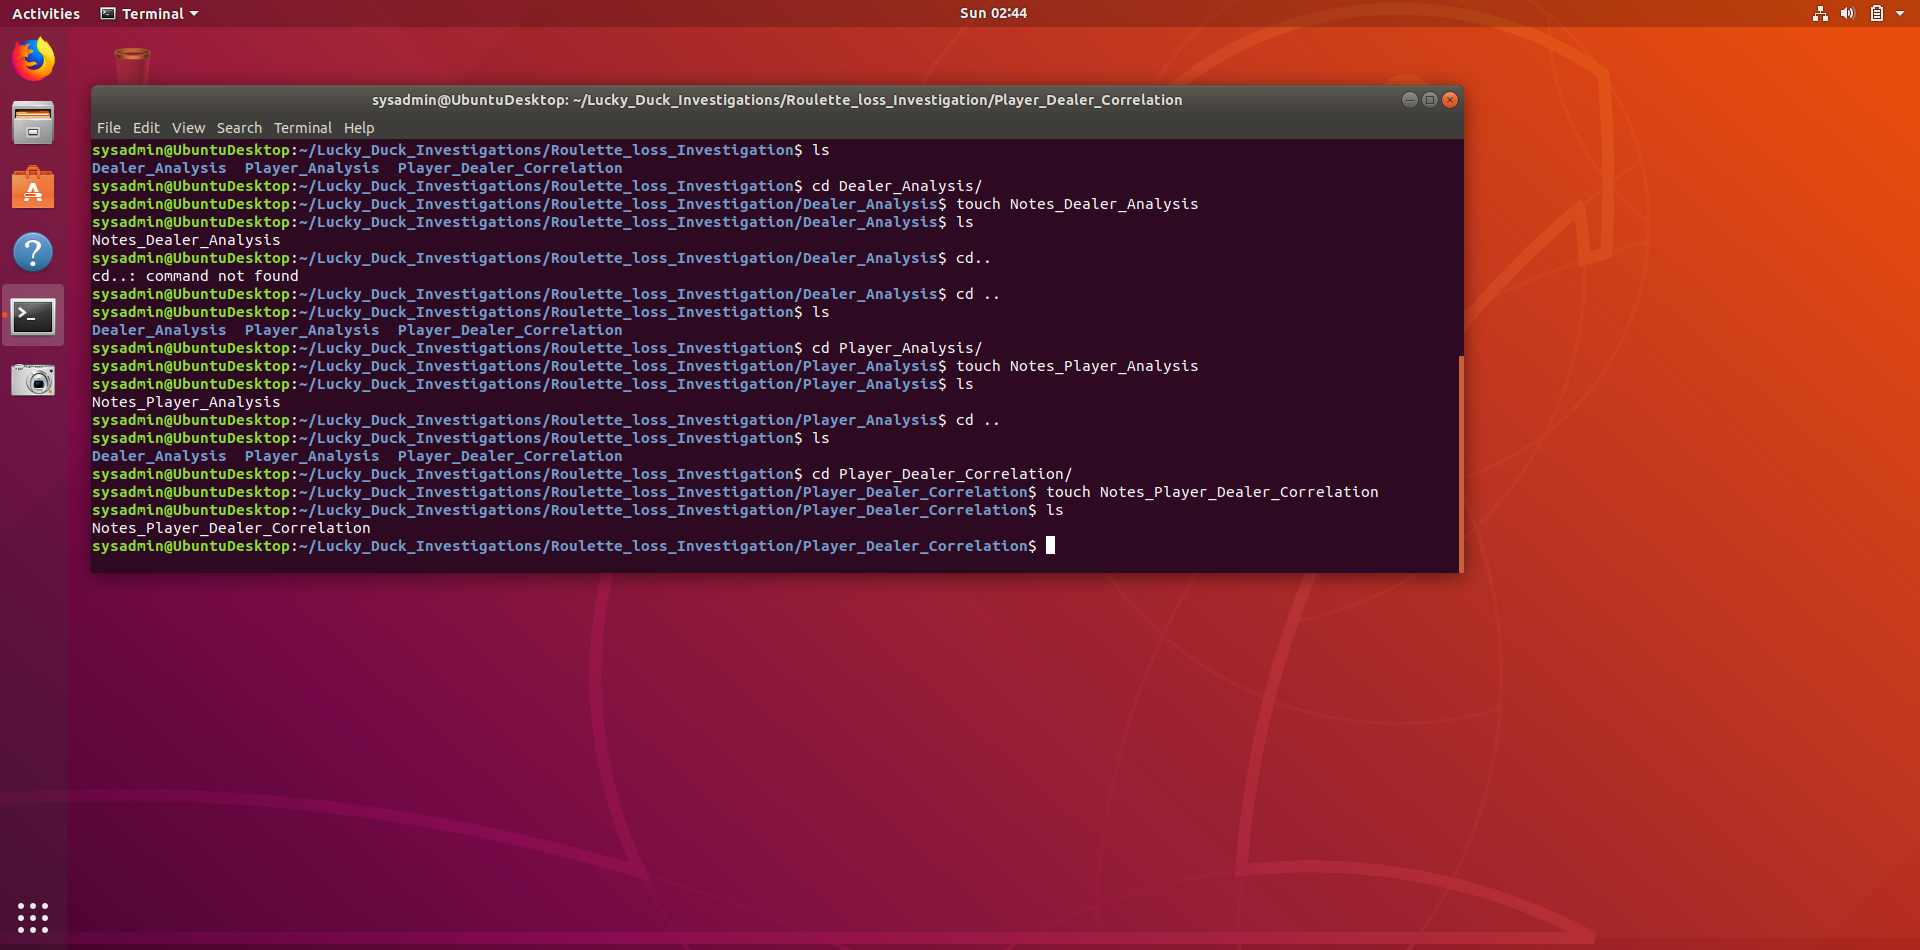 Activities Terminal Sun 02:44
sysadmin@UbuntuDesktop: ~/Lucky_Duck_Investigations/Roulette_loss_Investigation/Player_Dealer_Correlation
File Edit View Search Terminal Help
sysadmin@UbuntuDesktop:~/Lucky_Duck_Investigations/Roulette_loss_Investigation$ ls
Dealer_Analysis  Player_Analysis  Player_Dealer_Correlation
sysadmin@UbuntuDesktop:~/Lucky_Duck_Investigations/Roulette_loss_Investigation$ cd Dealer_Analysis/
sysadmin@UbuntuDesktop:~/Lucky_Duck_Investigations/Roulette_loss_Investigation/Dealer_Analysis$ touch Notes_Dealer_Analysis
sysadmin@UbuntuDesktop:~/Lucky_Duck_Investigations/Roulette_loss_Investigation/Dealer_Analysis$ ls
Notes_Dealer_Analysis
sysadmin@UbuntuDesktop:~/Lucky_Duck_Investigations/Roulette_loss_Investigation/Dealer_Analysis$ cd..
cd..: command not found
sysadmin@UbuntuDesktop:~/Lucky_Duck_Investigations/Roulette_loss_Investigation/Dealer_Analysis$ cd ..
sysadmin@UbuntuDesktop:~/Lucky_Duck_Investigations/Roulette_loss_Investigation$ ls
Dealer_Analysis  Player_Analysis  Player_Dealer_Correlation
sysadmin@UbuntuDesktop:~/Lucky_Duck_Investigations/Roulette_loss_Investigation$ cd Player_Analysis/
sysadmin@UbuntuDesktop:~/Lucky_Duck_Investigations/Roulette_loss_Investigation/Player_Analysis$ touch Notes_Player_Analysis
sysadmin@UbuntuDesktop:~/Lucky_Duck_Investigations/Roulette_loss_Investigation/Player_Analysis$ ls
Notes_Player_Analysis
sysadmin@UbuntuDesktop:~/Lucky_Duck_Investigations/Roulette_loss_Investigation/Player_Analysis$ cd ..
sysadmin@UbuntuDesktop:~/Lucky_Duck_Investigations/Roulette_loss_Investigation$ ls
Dealer_Analysis  Player_Analysis  Player_Dealer_Correlation
sysadmin@UbuntuDesktop:~/Lucky_Duck_Investigations/Roulette_loss_Investigation$ cd Player_Dealer_Correlation/
sysadmin@UbuntuDesktop:~/Lucky_Duck_Investigations/Roulette_loss_Investigation/Player_Dealer_Correlation$ touch Notes_Player_Dealer_Correlation
sysadmin@UbuntuDesktop:~/Lucky_Duck_Investigations/Roulette_loss_Investigation/Player_Dealer_Correlation$ ls
Notes_Player_Dealer_Correlation
sysadmin@UbuntuDesktop:~/Lucky_Duck_Investigations/Roulette_loss_Investigation/Player_Dealer_Correlation$